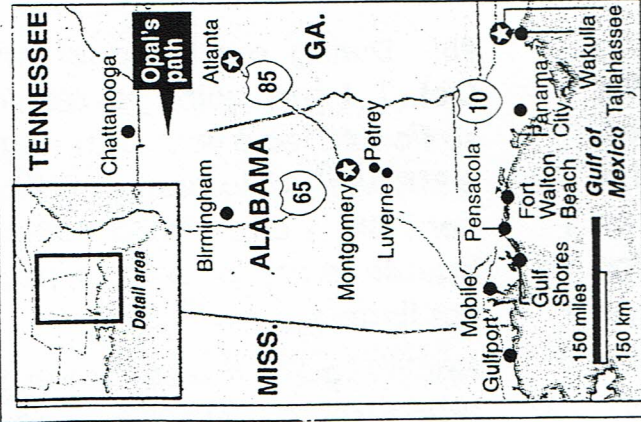 TENNESSEE
Chattanooga
Opal's
path
Atlanta
GA.
85
Detail area
Birmingham
ALABAMA
65
Montgomery
Petrey
Luverne
MISS.
10
Mobile
Pensacola
Gulfport
Gulf
Shores
Fort
Walton
Beach
Panama
City
Wakulla
Tallahassee
Gulf of
Mexico
150 miles
150 km